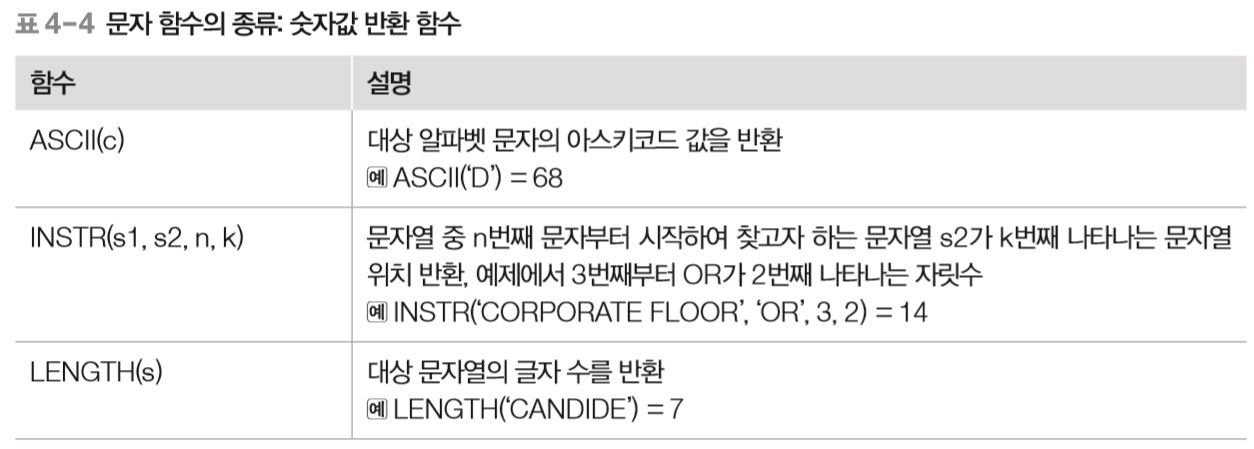 표 4-4 문자 함수의 종류: 숫자값 반환 함수
함수 설명
ASCII(c) 대상 알파벳 문자의 아스키코드 값을 반환
예 ASCII(‘D’) = 68
INSTR(s1, s2, n, k) 문자열 중 n번째 문자부터 시작하여 찾고자 하는 문자열 s2가 k번째 나타나는 문자열
위치 반환, 예제에서 3번째부터 OR가 2번째 나타나는 자릿수
예 INSTR(‘CORPORATE FLOOR’, ‘OR’, 3, 2) = 14
LENGTH(s) 대상 문자열의 글자 수를 반환
예 LENGTH(‘CANDIDE’) = 7